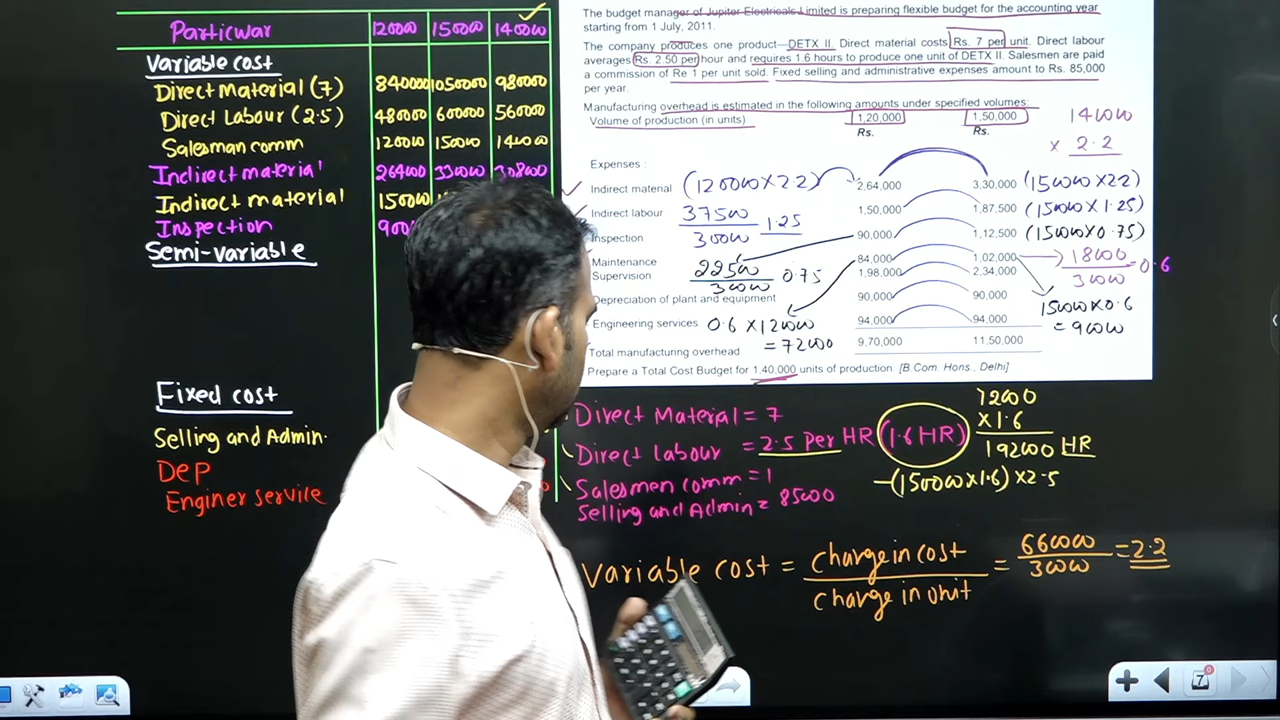 Particular 120000 150000 140000
Variable cost
Direct Material (7) 840000 1050000 980000
Direct Labour (2.5) 480000 600000 560000
Salesman comm 120000 150000 140000
Indirect material 264000 330000 308000
Indirect material 150000
Inspection
Semi-variable
Fixed cost
Selling and Admin.
Dep
Enginer service
The budget manager of Jupiter Electricals Limited is preparing flexible budget for the accounting year
starting from 1 July, 2011.
The company produces one product—DETX II. Direct material costs Rs. 7 per unit. Direct labour
averages Rs. 2.50 per hour and requires 1.6 hours to produce one unit of DETX II. Salesmen are paid
a commission of Re 1 per unit sold. Fixed selling and administrative expenses amount to Rs. 85,000
per year.
Manufacturing overhead is estimated in the following amounts under specified volumes:
Volume of production (in units) 1,20,000 1,50,000
Rs. Rs.
140000
× 2.2
Expenses :
Indirect material (120000×2.2) 2,64,000 3,30,000 (150000×2.2)
Indirect labour 37500/30000 1.25 1,50,000 1,87,500 (150000×1.25)
Inspection 90,000 1,12,500 (150000×0.75)
Maintenance 84,000 1,02,000 18000/30000 = 0.6
Supervision 22500/30000 0.75 1,98,000 2,34,000
Depreciation of plant and equipment 90,000 90,000 150000×0.6
= 90000
Engineering services 0.6 × 120000 94,000 94,000
= 72000
Total manufacturing overhead 9,70,000 11,50,000
Prepare a Total Cost Budget for 1,40,000 units of production. [B.Com. Hons., Delhi]
Direct Material = 7
Direct Labour = 2.5 Per HR (1.6 HR)
Salesmen comm = 1
Selling and Admin = 85000
×1.6
192000 HR
(150000×1.6) × 2.5
Variable cost = change in cost / change in unit = 66000/30000 = 2.2
7